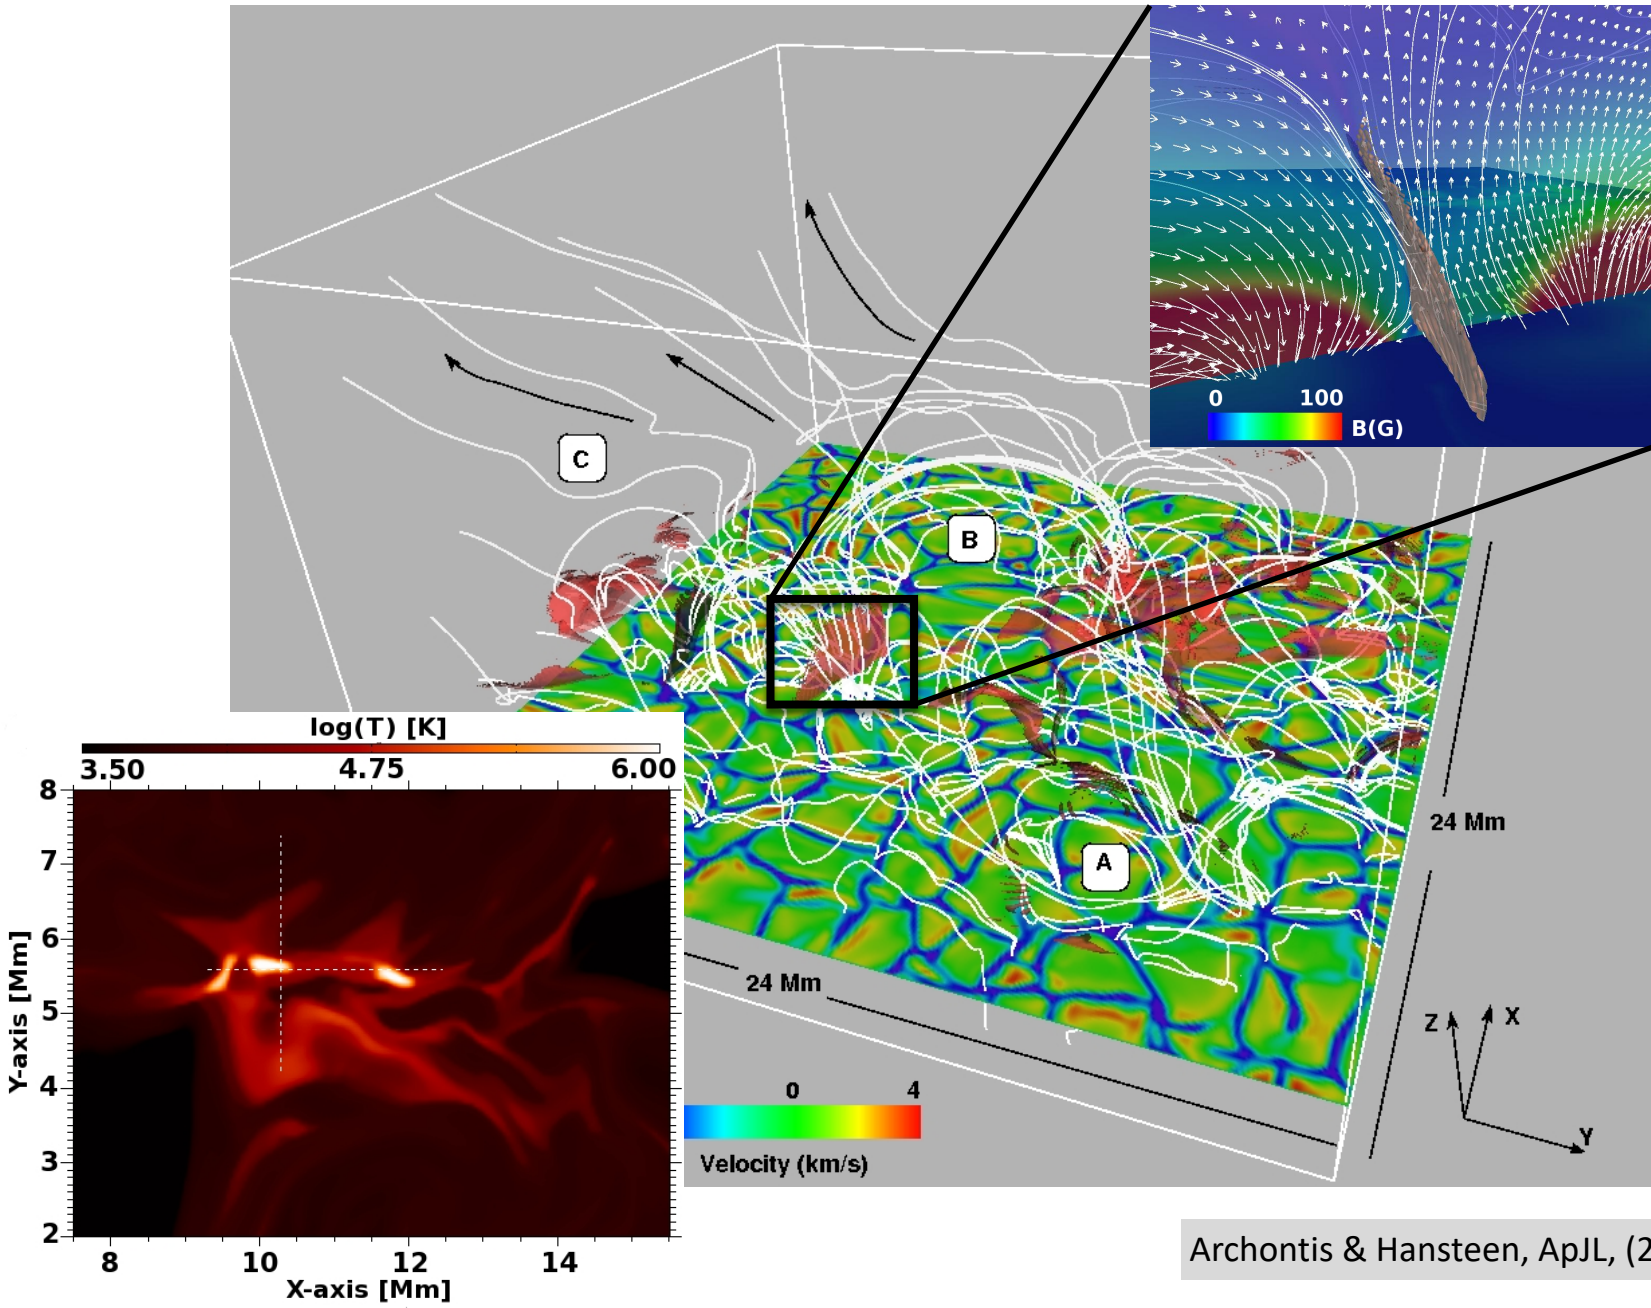 0 100
B(G)
C
B
A
24 Mm
24 Mm
Z X
Y
0 4
Velocity (km/s)
log(T) [K]
3.50 4.75 6.00
8
7
6
5
4
3
2
Y-axis [Mm]
8 10 12 14
X-axis [Mm]
Archontis & Hansteen, ApJL, (2